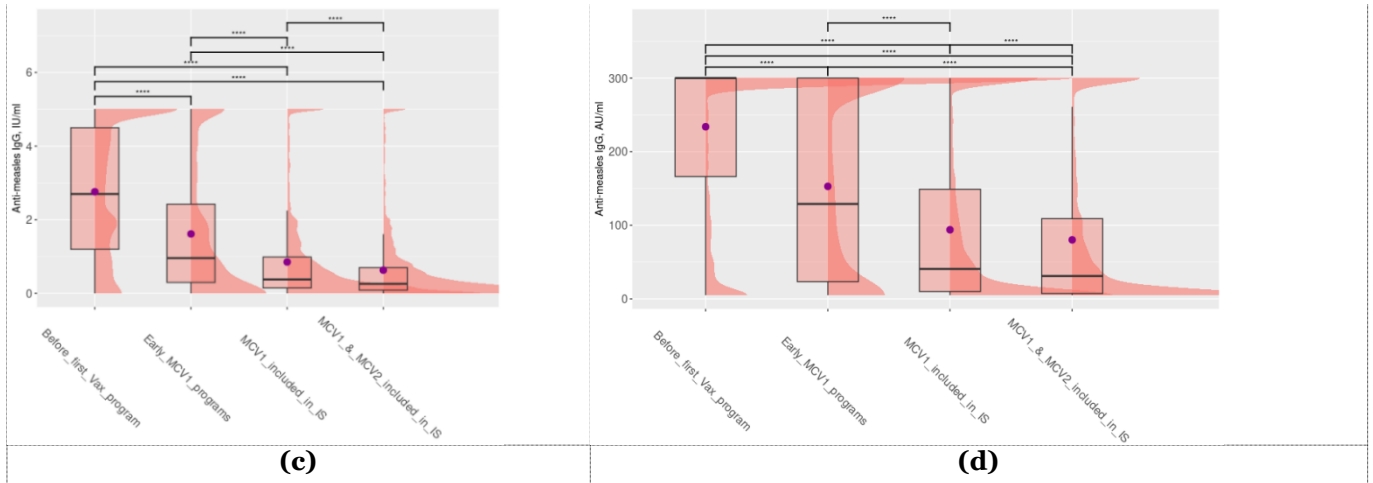 ****
****
****
****
****
****
Anti-measles IgG, IU/ml
6
4
2
0
Before_first_Vax_program
Early_MCV1_programs
MCV1_included_in_IS
MCV1_&_MCV2_included_in_IS
(c)
****
****
****
****
****
****
Anti-measles IgG, AU/ml
300
200
100
0
Before_first_Vax_program
Early_MCV1_programs
MCV1_included_in_IS
MCV1_&_MCV2_included_in_IS
(d)